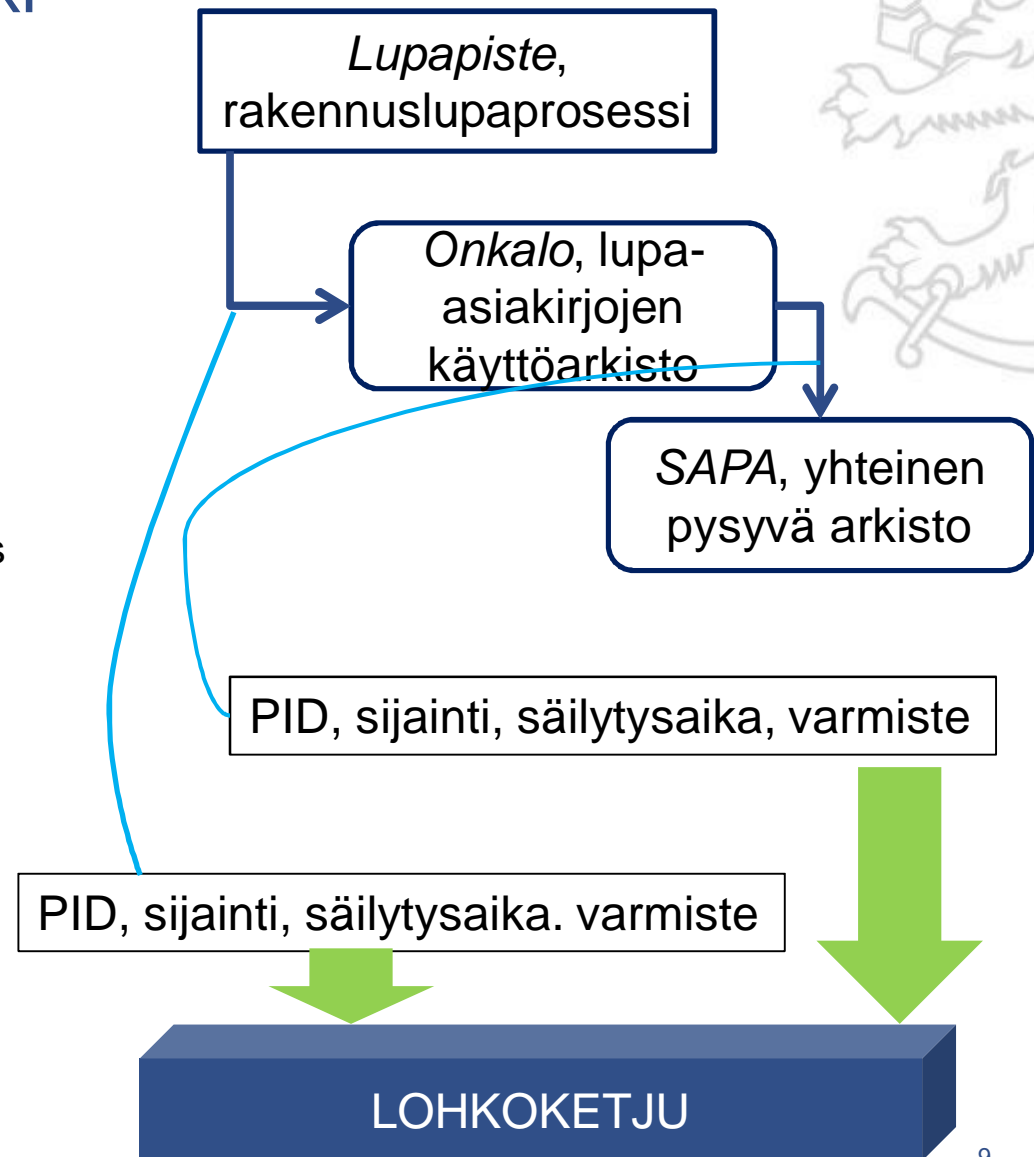 Lupapiste,
rakennuslupaprosessi
Onkalo, lupa-
asiakirjojen
käyttöarkisto
SAPA, yhteinen
pysyvä arkisto
s
PID, sijainti, säilytysaika, varmiste
PID, sijainti, säilytysaika. varmiste
LOHKOKETJU